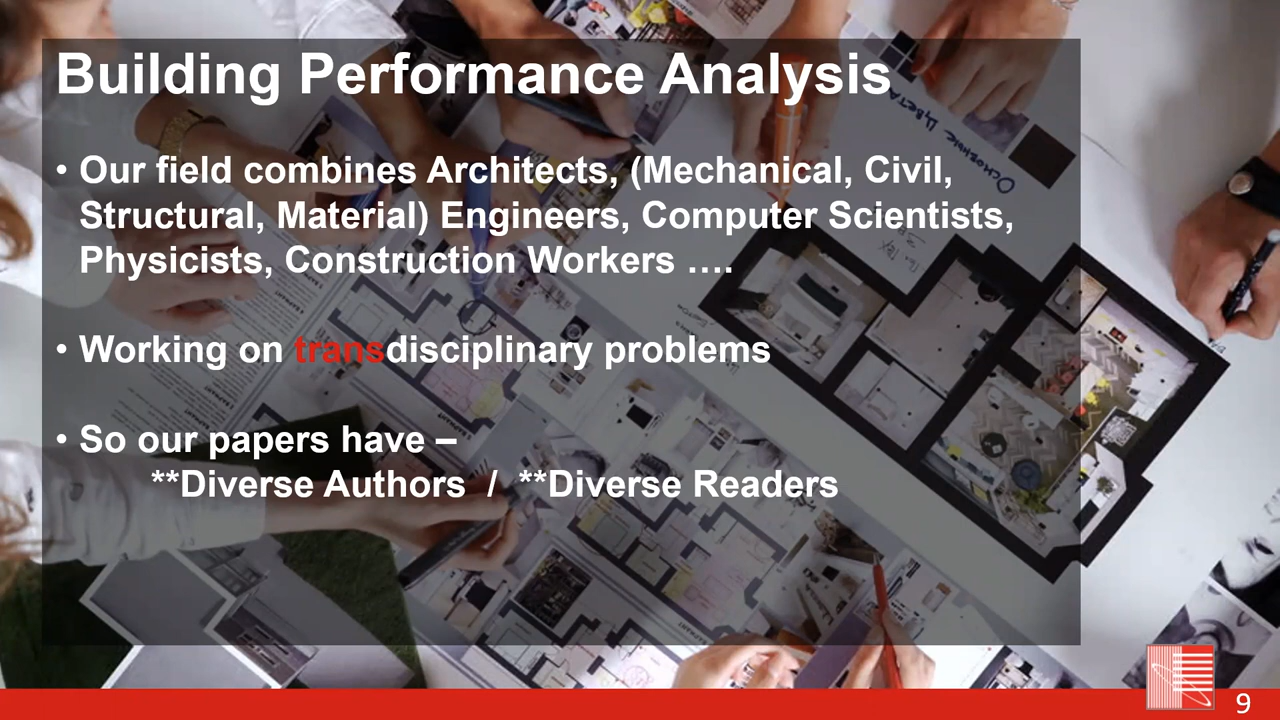 Building Performance Analysis
• Our field combines Architects, (Mechanical, Civil,
Structural, Material) Engineers, Computer Scientists,
Physicists, Construction Workers ….
• Working on transdisciplinary problems
• So our papers have –
**Diverse Authors / **Diverse Readers
9